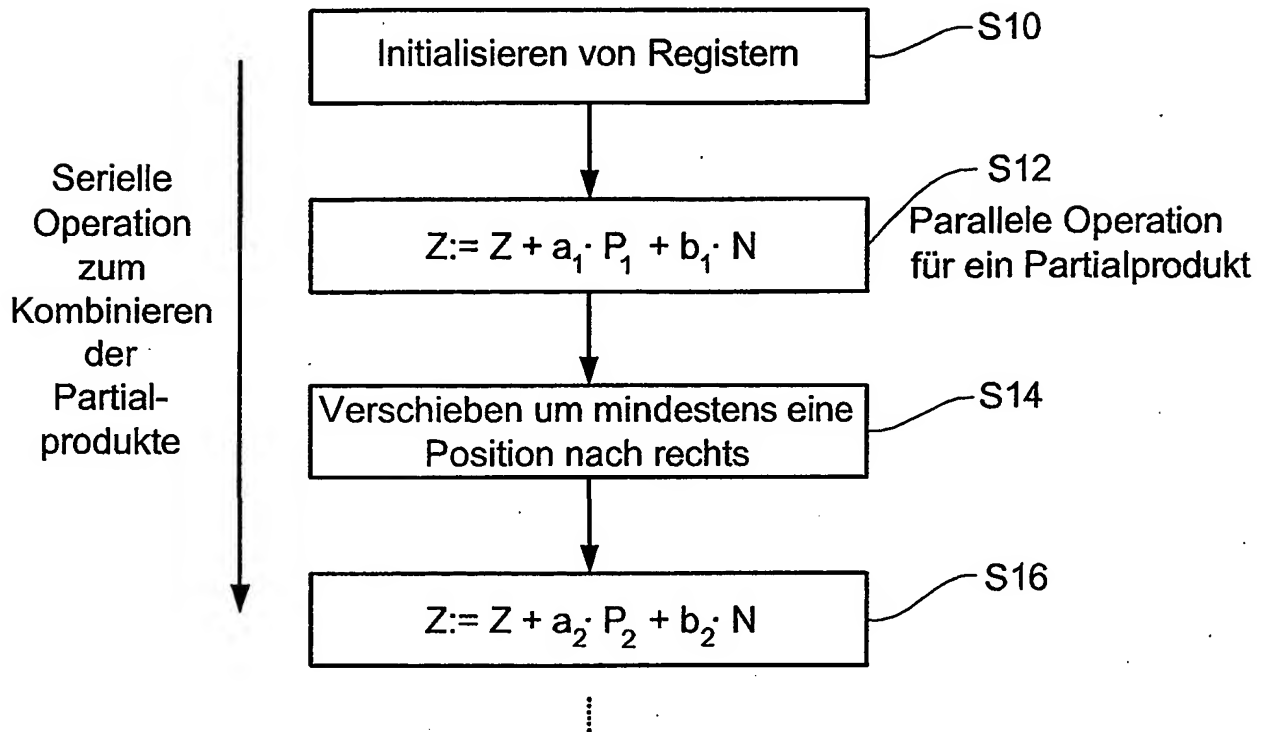 Initialisieren von Registern
S10
Serielle
Operation
zum
Kombinieren
der
Partial-
produkte
Z:= Z + a₁· P₁ + b₁· N
S12
Parallele Operation
für ein Partialprodukt
Verschieben um mindestens eine
Position nach rechts
S14
Z:= Z + a₂· P₂ + b₂· N
S16